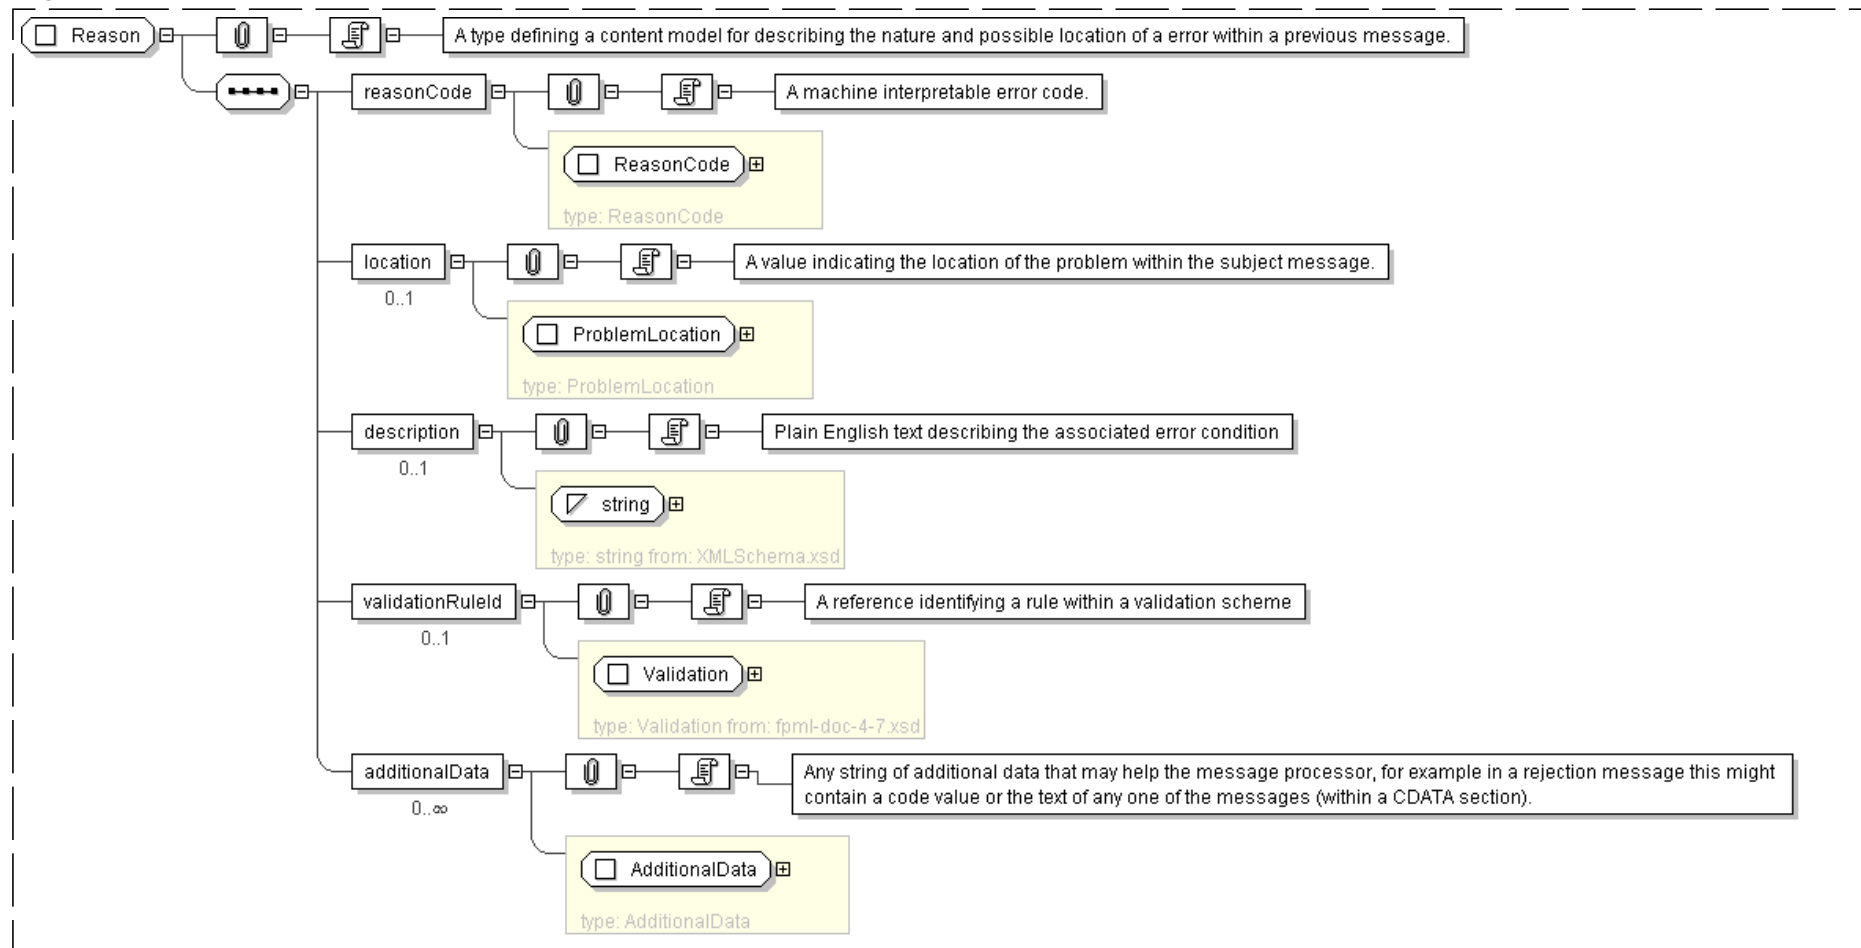 Reason
A type defining a content model for describing the nature and possible location of a error within a previous message.
reasonCode
A machine interpretable error code.
ReasonCode
type: ReasonCode
location
A value indicating the location of the problem within the subject message.
0..1
ProblemLocation
type: ProblemLocation
description
Plain English text describing the associated error condition
0..1
string
type: string from: XMLSchema.xsd
validationRuleId
A reference identifying a rule within a validation scheme
0..1
Validation
type: Validation from: fpml-doc-4-7.xsd
additionalData
Any string of additional data that may help the message processor, for example in a rejection message this might
contain a code value or the text of any one of the messages (within a CDATA section).
0..∞
AdditionalData
type: AdditionalData